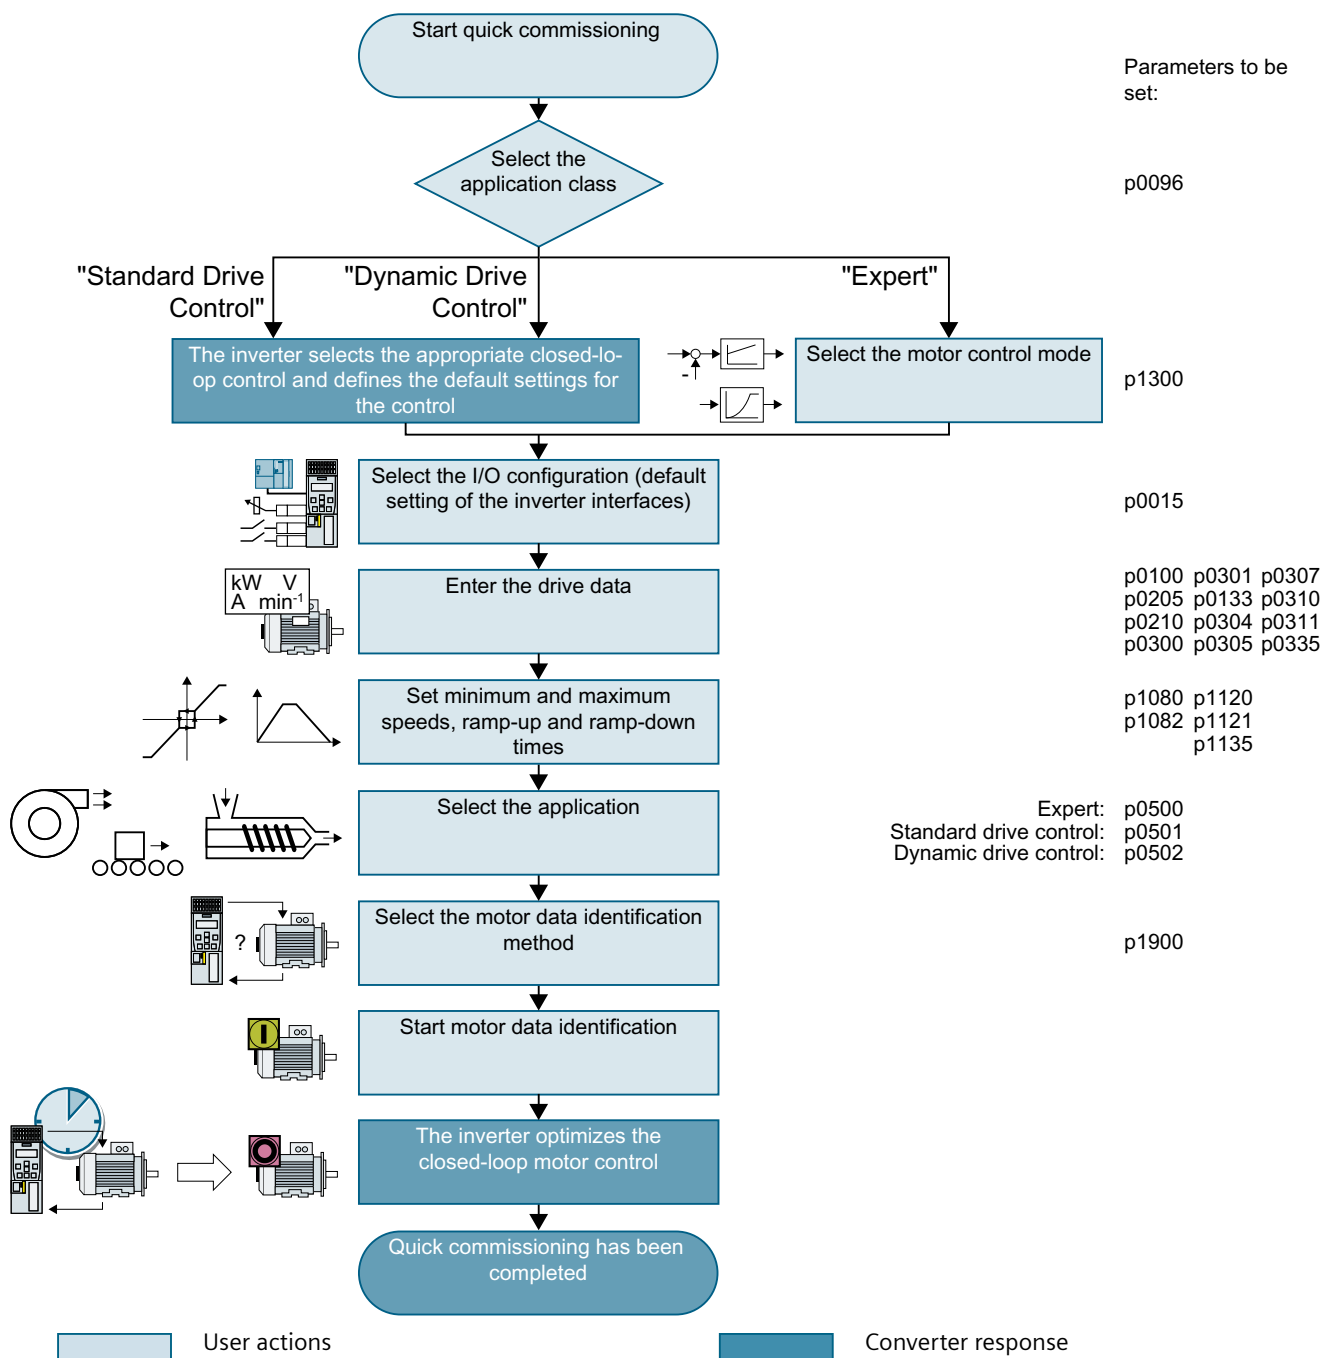 Start quick commissioning
Parameters to be
set:
Select the
application class
p0096
"Standard Drive
Control"
"Dynamic Drive
Control"
"Expert"
The inverter selects the appropriate closed-lo-
op control and defines the default settings for
the control
-
Select the motor control mode
p1300
Select the I/O configuration (default
setting of the inverter interfaces)
p0015
kW V
A min-1
Enter the drive data
p0100 p0301 p0307
p0205 p0133 p0310
p0210 p0304 p0311
p0300 p0305 p0335
Set minimum and maximum
speeds, ramp-up and ramp-down
times
p1080 p1120
p1082 p1121
p1135
Select the application
Expert: p0500
Standard drive control: p0501
Dynamic drive control: p0502
?
Select the motor data identification
method
p1900
Start motor data identification
The inverter optimizes the
closed-loop motor control
Quick commissioning has been
completed
User actions
Converter response